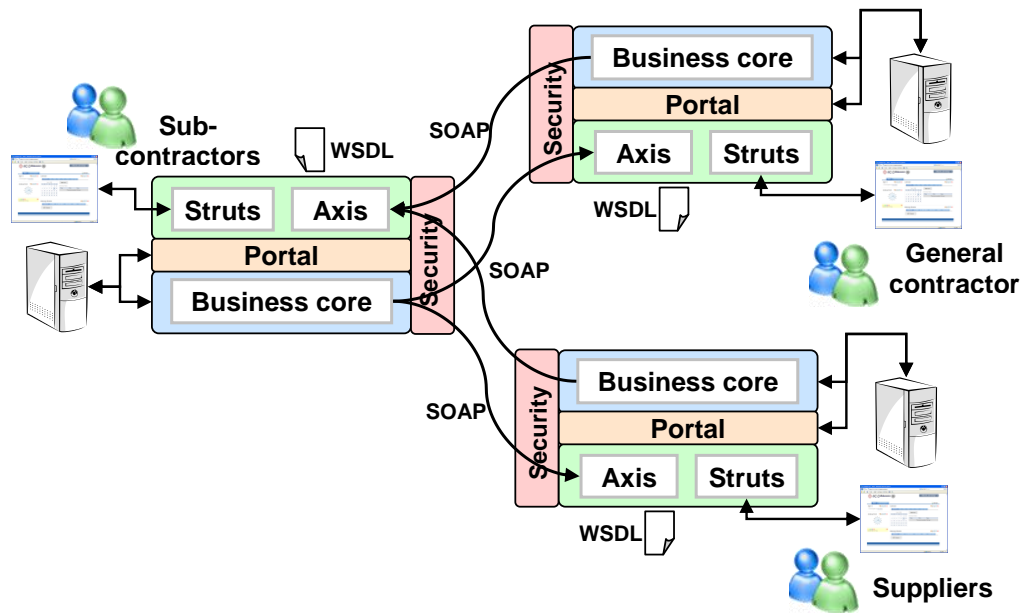 Sub-
contractors
WSDL
Struts
Axis
Portal
Business core
Security
SOAP
SOAP
SOAP
Security
Business core
Portal
Axis
Struts
WSDL
General
contractor
Security
Business core
Portal
Axis
Struts
WSDL
Suppliers